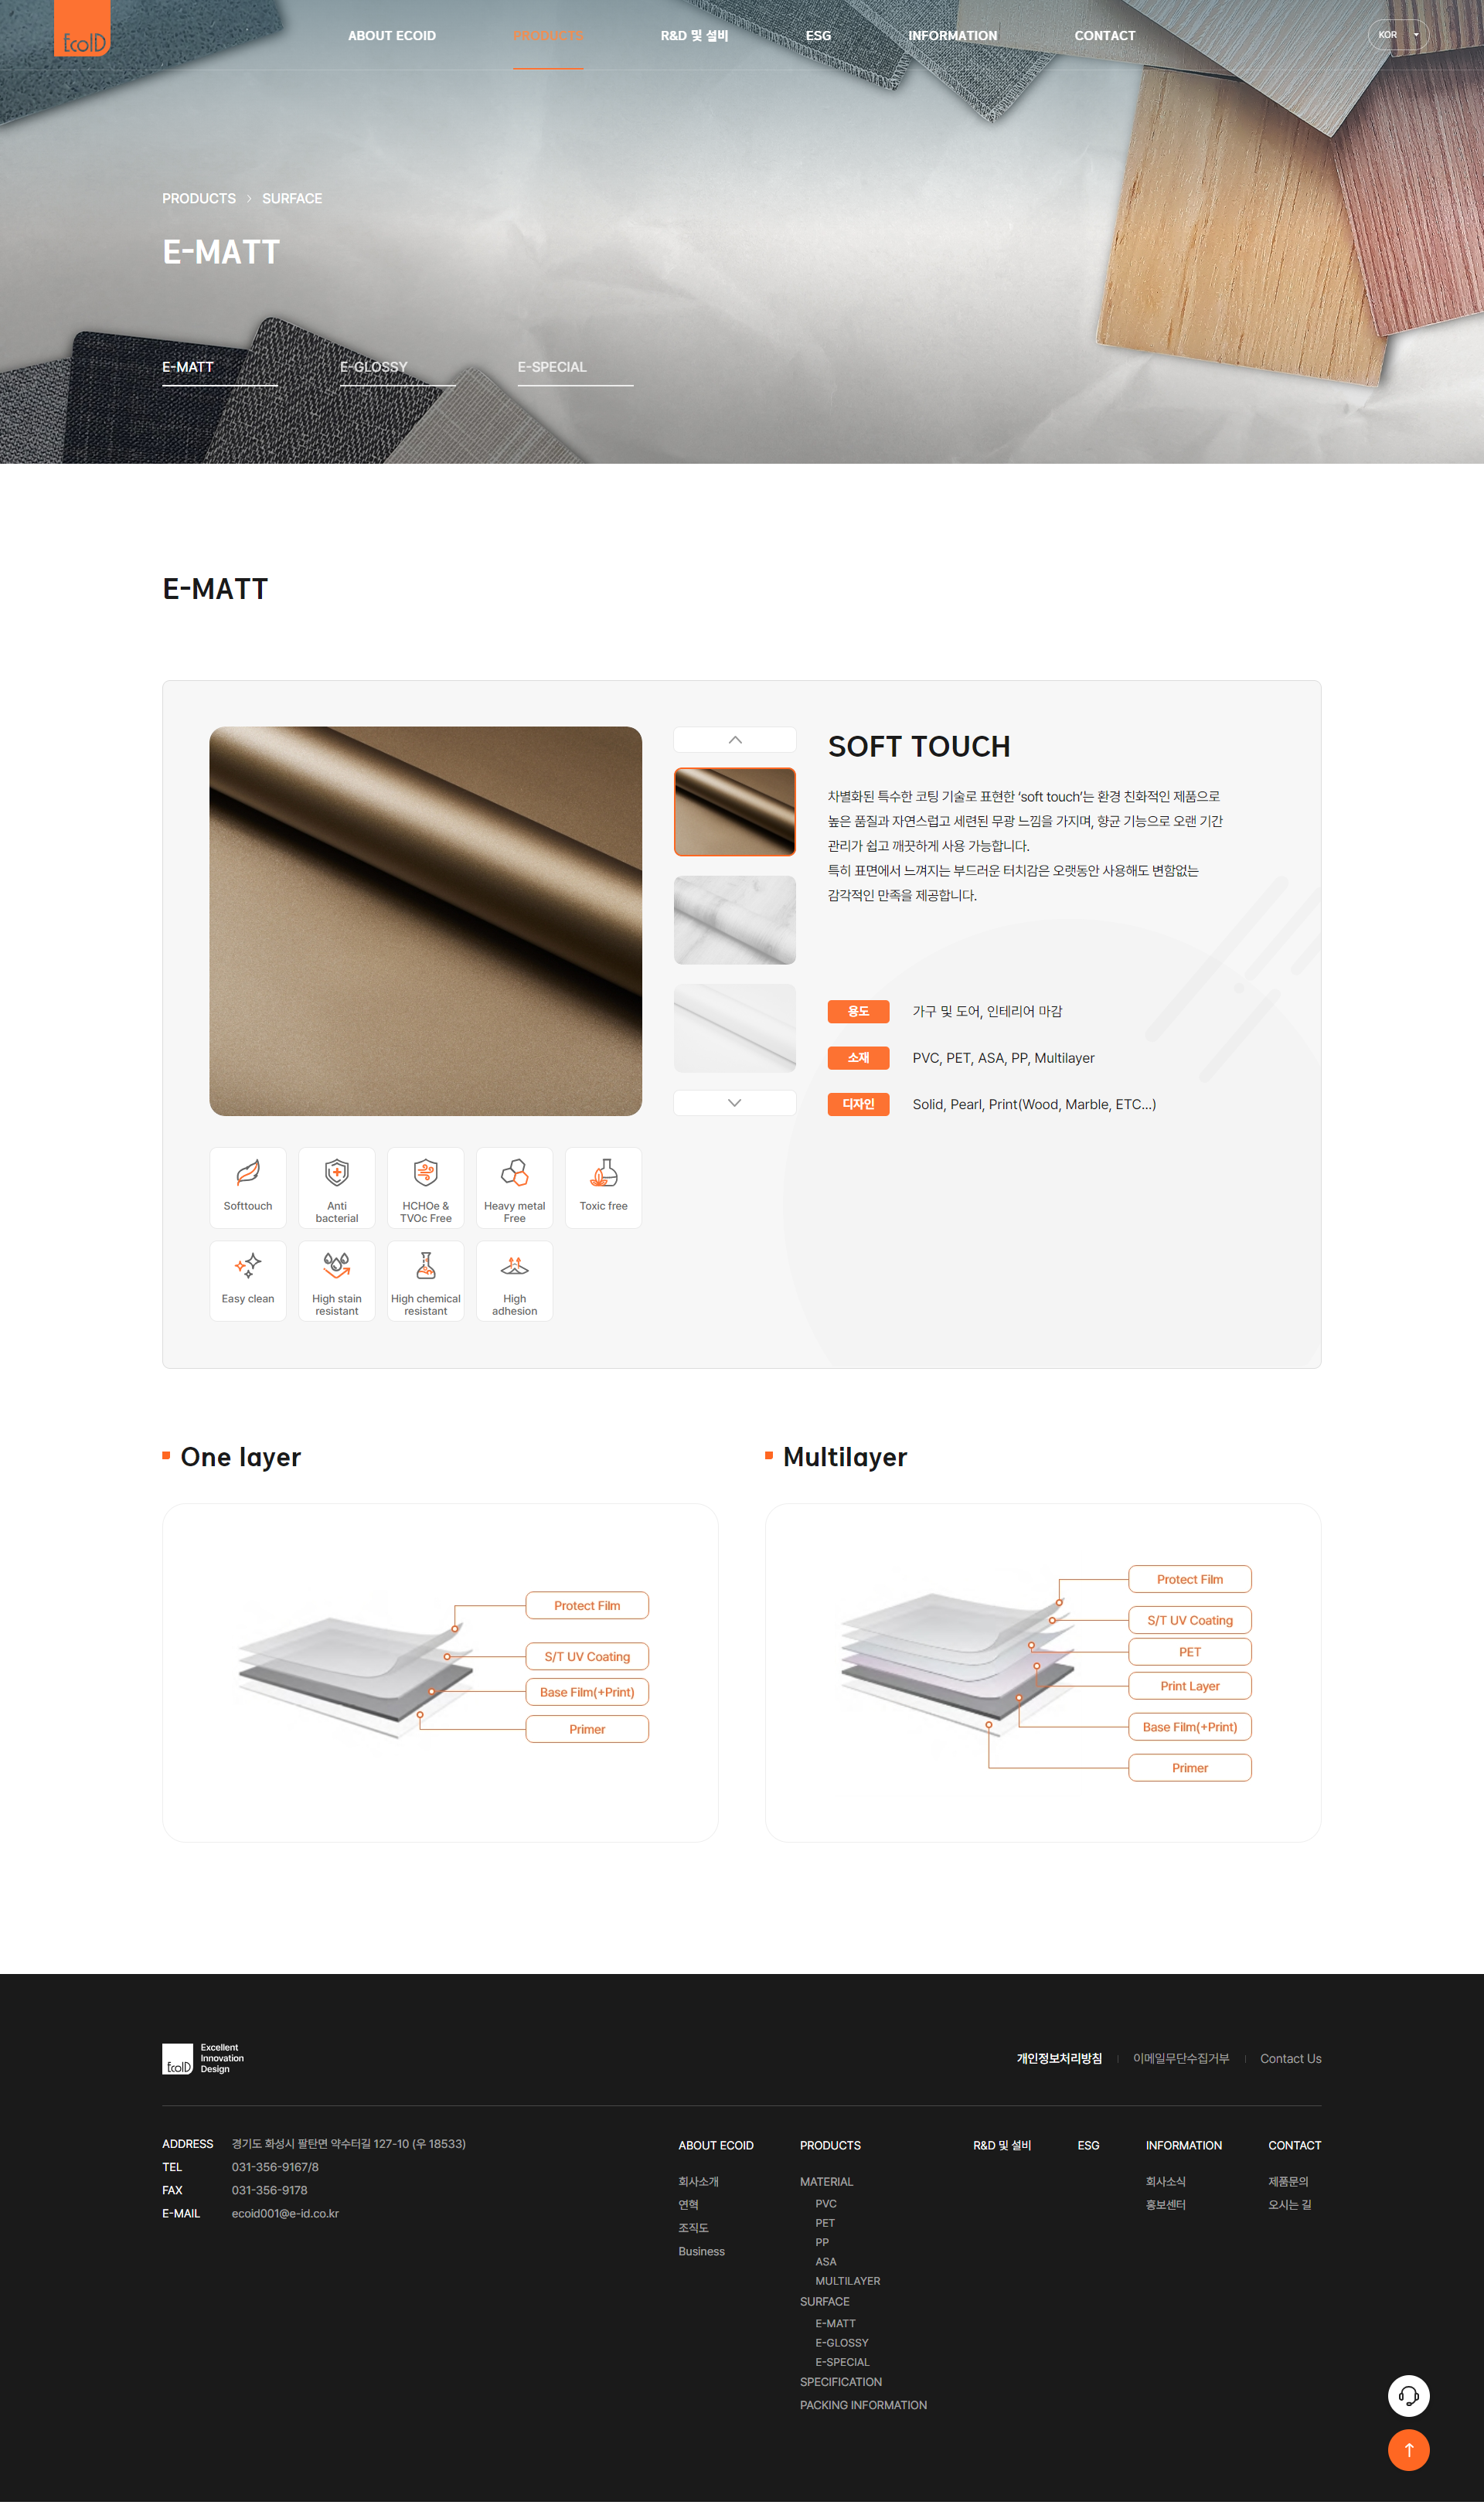 EcoID
ABOUT ECOID
PRODUCTS
R&D 및 설비
ESG
INFORMATION
CONTACT
KOR
PRODUCTS > SURFACE
E-MATT
E-MATT
E-GLOSSY
E-SPECIAL
E-MATT
SOFT TOUCH
차별화된 특수한 코팅 기술로 표현한 ‘soft touch’는 환경 친화적인 제품으로
높은 품질과 자연스럽고 세련된 무광 느낌을 가지며, 향균 기능으로 오랜 기간
관리가 쉽고 깨끗하게 사용 가능합니다.
특히 표면에서 느껴지는 부드러운 터치감은 오랫동안 사용해도 변함없는
감각적인 만족을 제공합니다.
용도 가구 및 도어, 인테리어 마감
소재 PVC, PET, ASA, PP, Multilayer
디자인 Solid, Pearl, Print(Wood, Marble, ETC...)
Softtouch
Anti
bacterial
HCHOe &
TVOc Free
Heavy metal
Free
Toxic free
Easy clean
High stain
resistant
High chemical
resistant
High
adhesion
One layer
Protect Film
S/T UV Coating
Base Film(+Print)
Primer
Multilayer
Protect Film
S/T UV Coating
PET
Print Layer
Base Film(+Print)
Primer
EcoID
Excellent
Innovation
Design
개인정보처리방침
이메일무단수집거부
Contact Us
ADDRESS 경기도 화성시 팔탄면 약수터길 127-10 (우 18533)
TEL 031-356-9167/8
FAX 031-356-9178
E-MAIL ecoid001@e-id.co.kr
ABOUT ECOID
회사소개
연혁
조직도
Business
PRODUCTS
MATERIAL
PVC
PET
PP
ASA
MULTILAYER
SURFACE
E-MATT
E-GLOSSY
E-SPECIAL
SPECIFICATION
PACKING INFORMATION
R&D 및 설비
ESG
INFORMATION
회사소식
홍보센터
CONTACT
제품문의
오시는 길